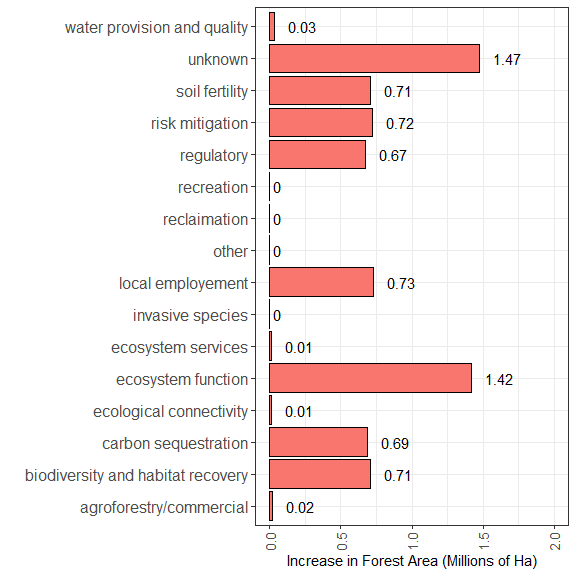 water provision and quality 0.03
unknown 1.47
soil fertility 0.71
risk mitigation 0.72
regulatory 0.67
recreation 0
reclaimation 0
other 0
local employement 0.73
invasive species 0
ecosystem services 0.01
ecosystem function 1.42
ecological connectivity 0.01
carbon sequestration 0.69
biodiversity and habitat recovery 0.71
agroforestry/commercial 0.02
0.0 0.5 1.0 1.5 2.0
Increase in Forest Area (Millions of Ha)